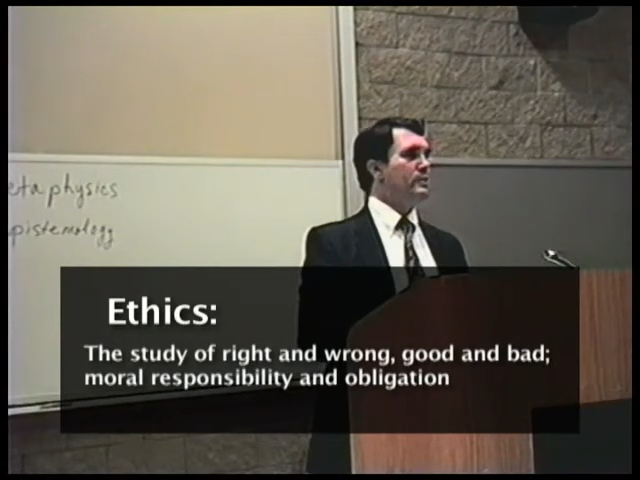 etaphysics
pistemology
Ethics:
The study of right and wrong, good and bad;
moral responsibility and obligation